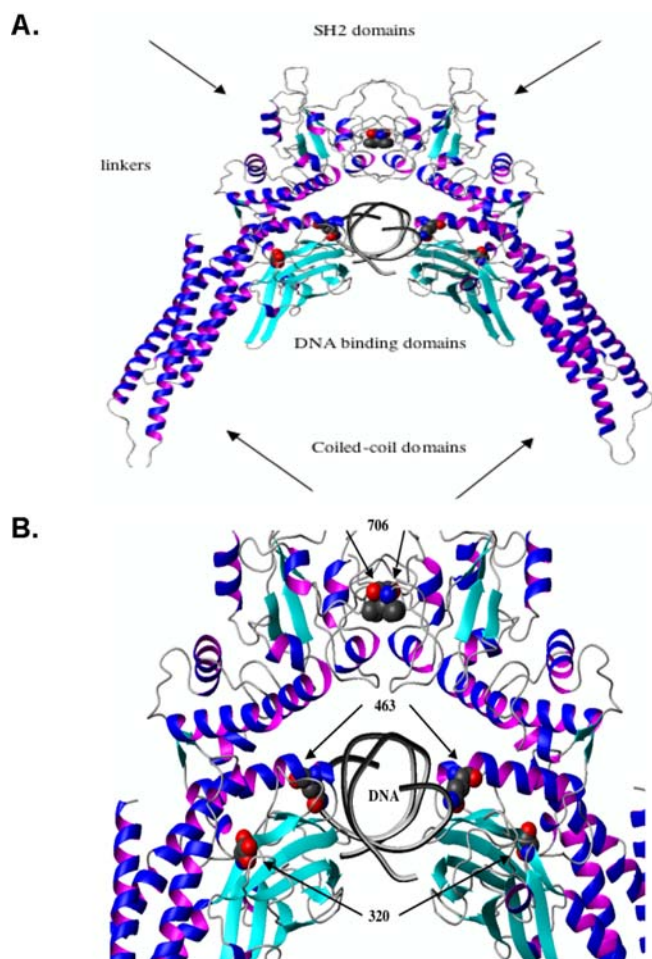 A.
SH2 domains
linkers
DNA binding domains
Coiled-coil domains
B.
706
463
DNA
320